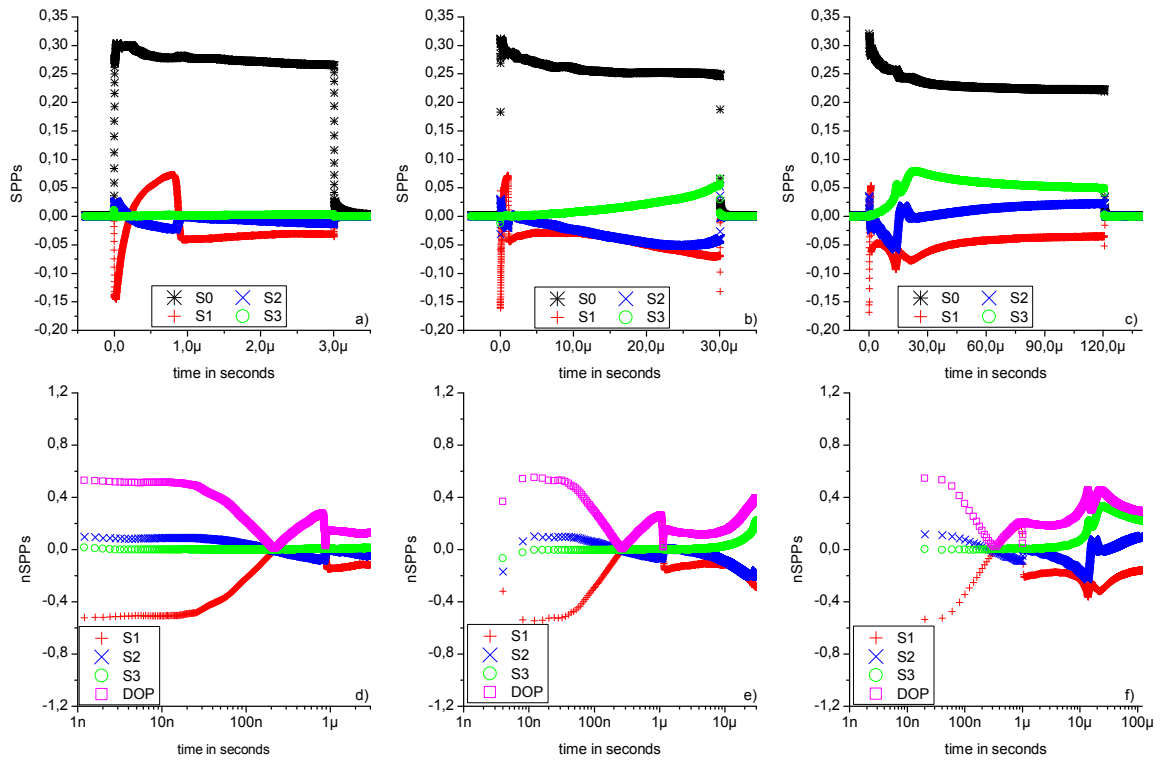 0,35 0,35 0,35
0,30 0,30 0,30
0,25 0,25 0,25
0,20 0,20 0,20
0,15 0,15 0,15
0,10 0,10 0,10
0,05 0,05 0,05
0,00 0,00 0,00
-0,05 -0,05 -0,05
-0,10 -0,10 -0,10
-0,15 -0,15 -0,15
-0,20 -0,20 -0,20
SPPs SPPs SPPs
S0 S2 S0 S2 S0 S2
S1 S3 S1 S3 S1 S3
a) b) c)
0,0 1,0µ 2,0µ 3,0µ 0,0 10,0µ 20,0µ 30,0µ 0,0 30,0µ 60,0µ 90,0µ 120,0µ
time in seconds time in seconds time in seconds
1,2 1,2 1,2
0,8 0,8 0,8
0,4 0,4 0,4
0,0 0,0 0,0
-0,4 -0,4 -0,4
-0,8 -0,8 -0,8
-1,2 -1,2 -1,2
nSPPs nSPPs nSPPs
S1 S1 S1
S2 S2 S2
S3 S3 S3
DOP DOP DOP
d) e) f)
1n 10n 100n 1µ 1n 10n 100n 1µ 10µ 1n 10n 100n 1µ 10µ 100µ
time in seconds time in seconds time in seconds